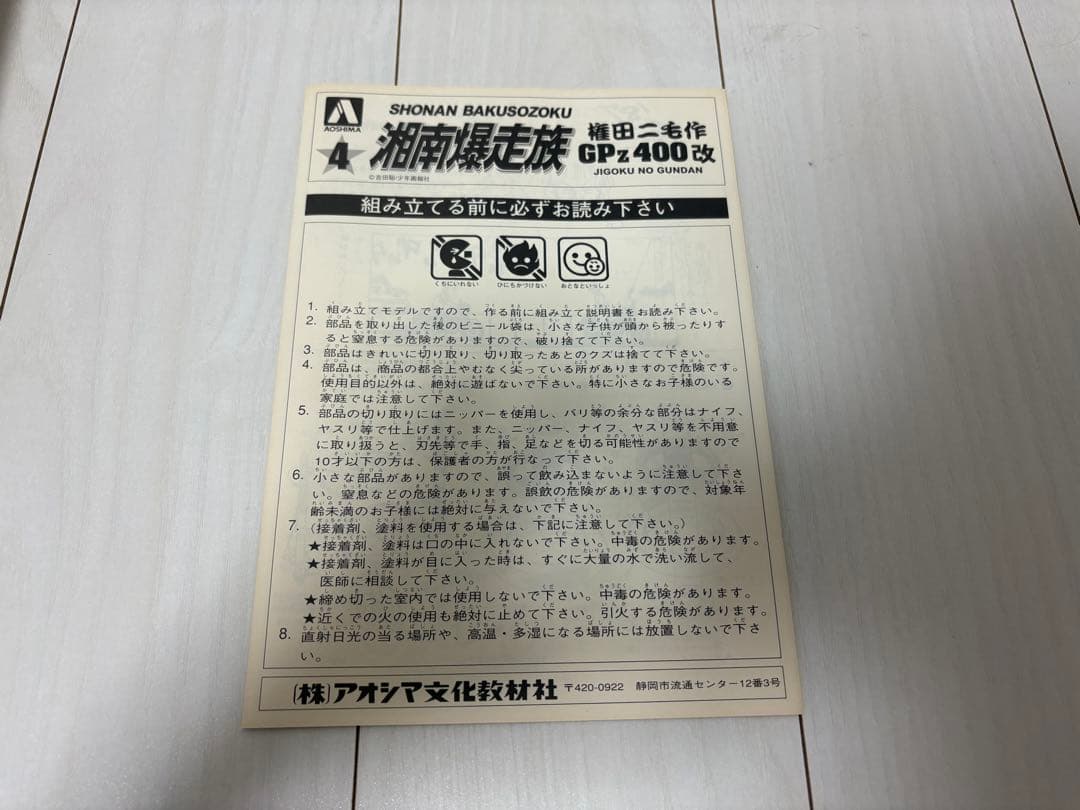 AOSHIMA
4
SHONAN BAKUSOZOKU
湘南爆走族
©吉田聡/少年画報社
権田二毛作
GPz 400改
JIGOKU NO GUNDAN
組み立てる前に必ずお読み下さい
くちにいれない
ひにちかづけない
おとなといっしょ
1. 組み立てモデルですので、作る前に組み立て説明書をお読み下さい。
2. 部品を取り出した後のビニール袋は、小さな子供が頭から被ったりす
ると窒息する危険がありますので、破り捨てて下さい。
3. 部品はきれいに切り取り、切り取ったあとのクズは捨てて下さい。
4. 部品は、商品の都合上やむなく尖っている所がありますので危険です。
使用目的以外は、絶対に遊ばないで下さい。特に小さなお子様のいる
家庭では注意して下さい。
5. 部品の切り取りにはニッパーを使用し、バリ等の余分な部分はナイフ、
ヤスリ等で仕上げます。また、ニッパー、ナイフ、ヤスリ等を不用意
に取り扱うと、刃先等で手、指、足などを切る可能性がありますので
10才以下の方は、保護者の方が行なって下さい。
6. 小さな部品がありますので、誤って飲み込まないように注意して下さ
い。窒息などの危険があります。誤飲の危険がありますので、対象年
齢未満のお子様には絶対に与えないで下さい。
7. (接着剤、塗料を使用する場合は、下記に注意して下さい。)
★接着剤、塗料は口の中に入れないで下さい。中毒の危険があります。
★接着剤、塗料が目に入った時は、すぐに大量の水で洗い流して、
医師に相談して下さい。
★締め切った室内では使用しないで下さい。中毒の危険があります。
★近くでの火の使用も絶対に止めて下さい。引火する危険があります。
8. 直射日光の当る場所や、高温・多湿になる場所には放置しないで下さ
い。
(株)アオシマ文化教材社 〒420-0922 静岡市流通センター12番3号